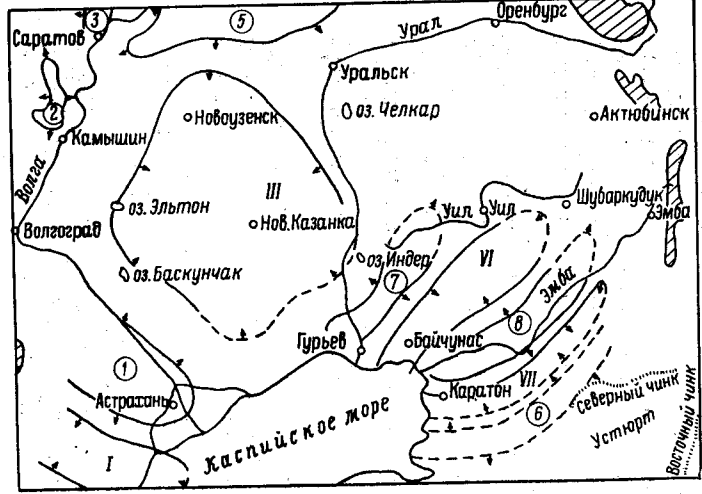 3
5
Саратов
Урал
Оренбург
Уральск
2
Новоузенск
оз. Челкар
Актюбинск
Камышин
Волга
III
оз. Эльтон
Нов. Казанка
Уил
Уил
Шубаркудук
Эмба
Волгоград
оз. Баскунчак
оз. Индер
VI
7
Эмба
8
Гурьев
Байчунас
1
VII
Астрахань
Каратон
6
Северный чинк
I
Каспийское море
Устюрт
Восточный чинк